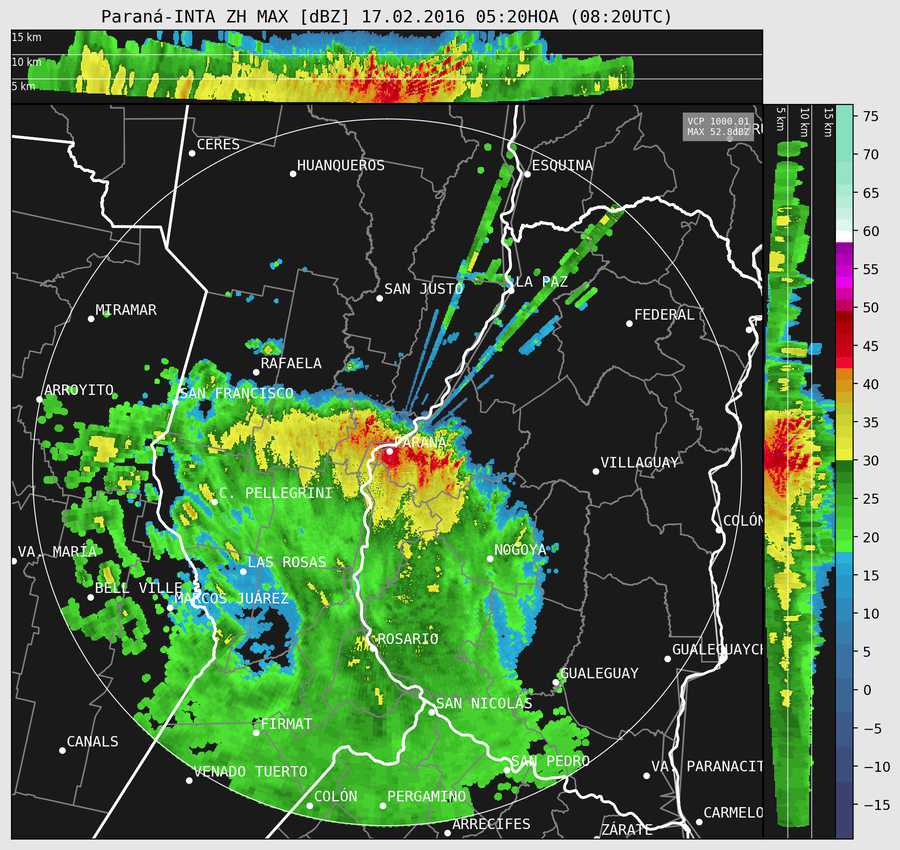 Paraná-INTA ZH MAX [dBZ] 17.02.2016 05:20HOA (08:20UTC)
15 km
10 km
5 km
VCP 1000.01
MAX 52.8dBZ
5 km
10 km
15 km
CERES
HUANQUEROS
ESQUINA
MIRAMAR
SAN JUSTO
LA PAZ
FEDERAL
RAFAELA
ARROYITO
SAN FRANCISCO
PARANÁ
VILLAGUAY
C. PELLEGRINI
COLÓN
VA. MARÍA
LAS ROSAS
NOGOYÁ
BELL VILLE
MARCOS JUÁREZ
ROSARIO
GUALEGUAYCH
GUALEGUAY
SAN NICOLÁS
FIRMAT
CANALS
VENADO TUERTO
SAN PEDRO
VA. PARANACIT
COLÓN
PERGAMINO
CARMELO
ARRECIFES
ZÁRATE
75
70
65
60
55
50
45
40
35
30
25
20
15
10
5
0
−5
−10
−15